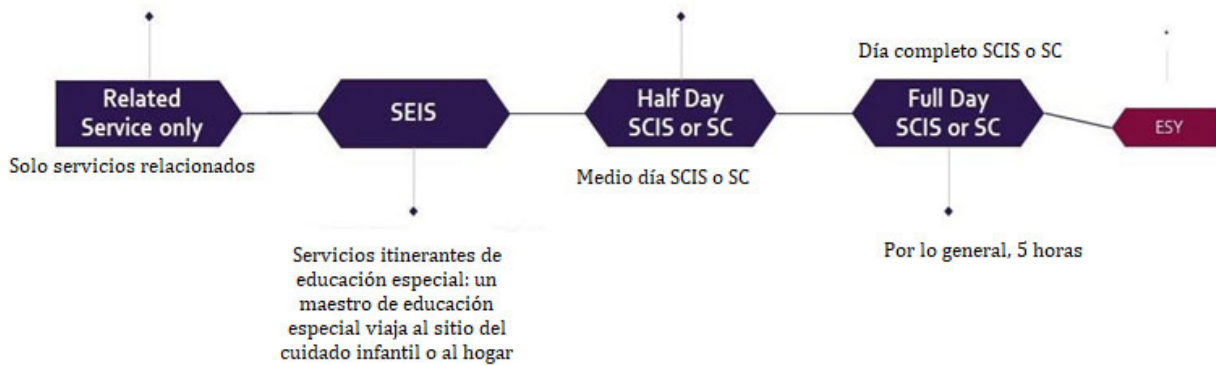 Related
Service only
Solo servicios relacionados
SEIS
Servicios itinerantes de
educación especial: un
maestro de educación
especial viaja al sitio del
cuidado infantil o al hogar
Half Day
SCIS or SC
Medio día SCIS o SC
Día completo SCIS o SC
Full Day
SCIS or SC
Por lo general, 5 horas
ESY